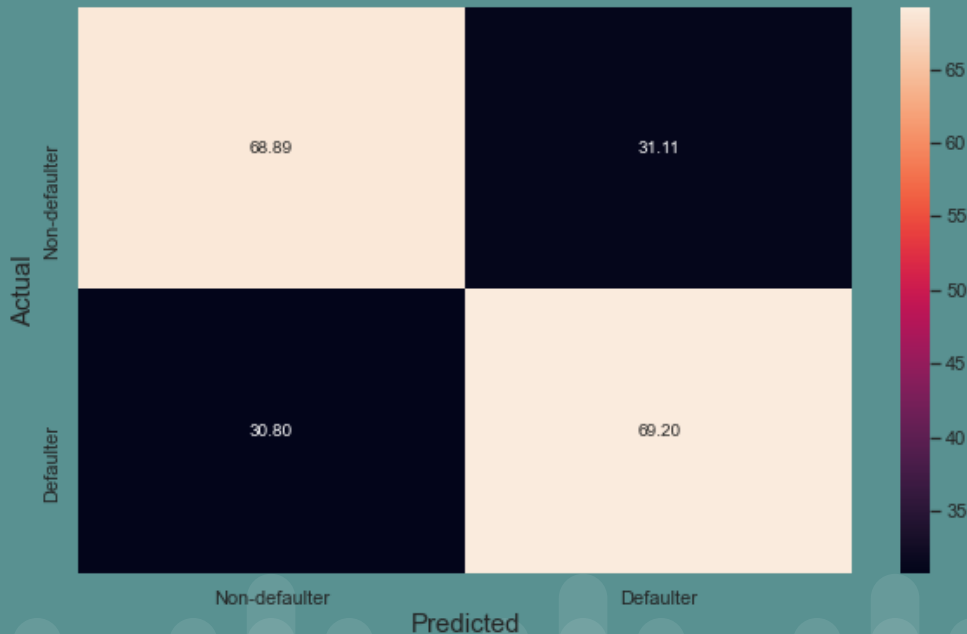 68.89
31.11
30.80
69.20
Non-defaulter
Defaulter
Actual
Non-defaulter
Defaulter
Predicted
65
60
55
50
45
40
35